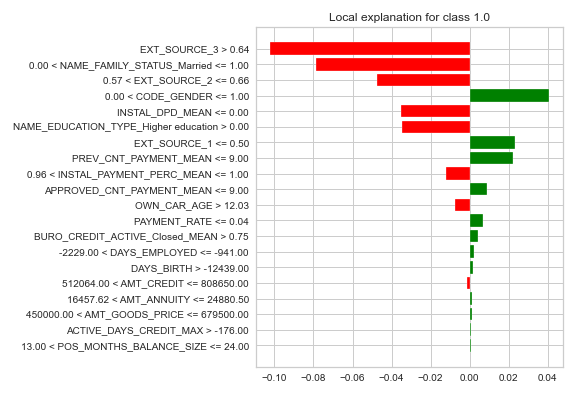 Local explanation for class 1.0
EXT_SOURCE_3 > 0.64
0.00 < NAME_FAMILY_STATUS_Married <= 1.00
0.57 < EXT_SOURCE_2 <= 0.66
0.00 < CODE_GENDER <= 1.00
INSTAL_DPD_MEAN <= 0.00
NAME_EDUCATION_TYPE_Higher education > 0.00
EXT_SOURCE_1 <= 0.50
PREV_CNT_PAYMENT_MEAN <= 9.00
0.96 < INSTAL_PAYMENT_PERC_MEAN <= 1.00
APPROVED_CNT_PAYMENT_MEAN <= 9.00
OWN_CAR_AGE > 12.03
PAYMENT_RATE <= 0.04
BURO_CREDIT_ACTIVE_Closed_MEAN > 0.75
-2229.00 < DAYS_EMPLOYED <= -941.00
DAYS_BIRTH > -12439.00
512064.00 < AMT_CREDIT <= 808650.00
16457.62 < AMT_ANNUITY <= 24880.50
450000.00 < AMT_GOODS_PRICE <= 679500.00
ACTIVE_DAYS_CREDIT_MAX > -176.00
13.00 < POS_MONTHS_BALANCE_SIZE <= 24.00
−0.10 −0.08 −0.06 −0.04 −0.02 0.00 0.02 0.04